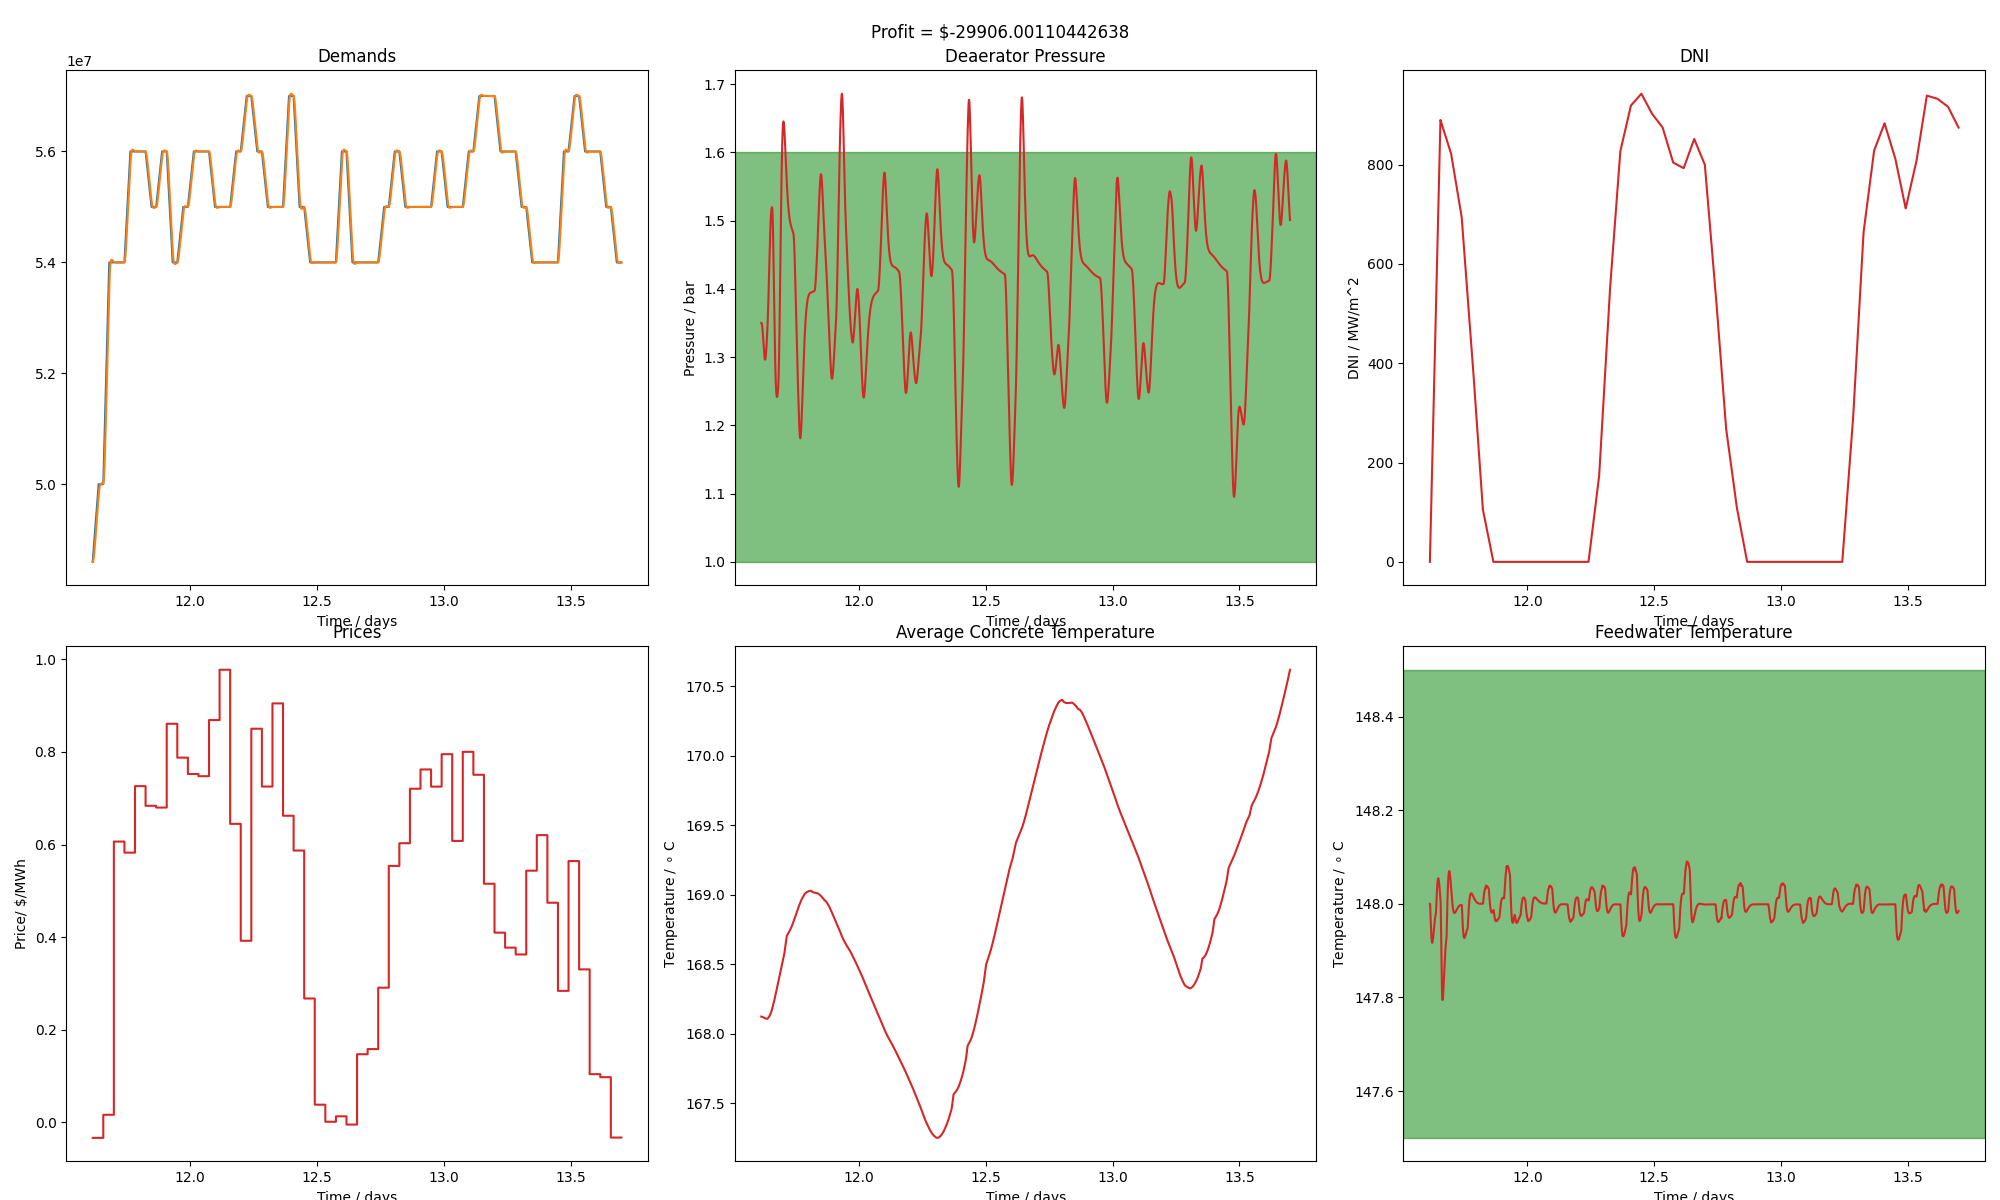 Profit = $-29906.00110442638
Demands
1e7
5.6
5.4
5.2
5.0
12.0 12.5 13.0 13.5
Time / days
Deaerator Pressure
Pressure / bar
1.7
1.6
1.5
1.4
1.3
1.2
1.1
1.0
12.0 12.5 13.0 13.5
Time / days
DNI
DNI / MW/m^2
800
600
400
200
0
12.0 12.5 13.0 13.5
Time / days
Prices
Price/ $/MWh
1.0
0.8
0.6
0.4
0.2
0.0
12.0 12.5 13.0 13.5
Time / days
Average Concrete Temperature
Temperature / ∘ C
170.5
170.0
169.5
169.0
168.5
168.0
167.5
12.0 12.5 13.0 13.5
Time / days
Feedwater Temperature
Temperature / ∘ C
148.4
148.2
148.0
147.8
147.6
12.0 12.5 13.0 13.5
Time / days